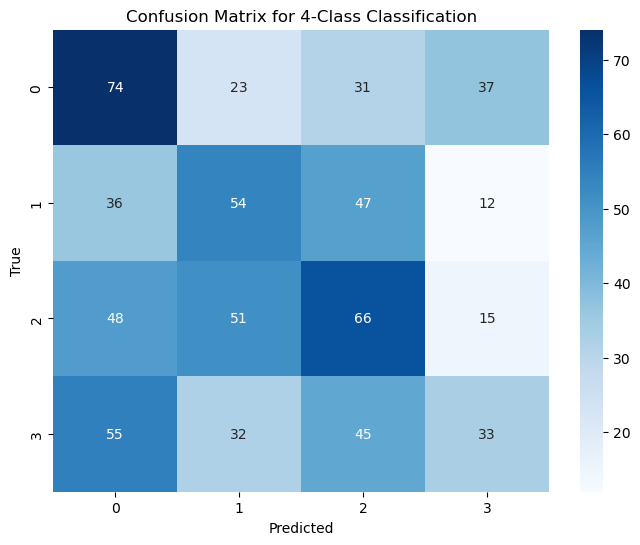 Confusion Matrix for 4-Class Classification
0 74 23 31 37
1 36 54 47 12
2 48 51 66 15
3 55 32 45 33
0 1 2 3
Predicted
True
70
60
50
40
30
20